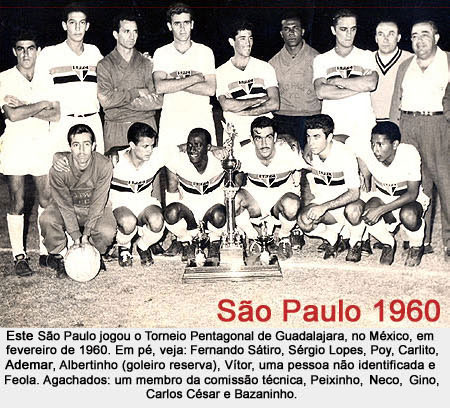 São Paulo 1960
Este São Paulo jogou o Torneio Pentagonal de Guadalajara, no México, em
fevereiro de 1960. Em pé, veja: Fernando Sátiro, Sérgio Lopes, Poy, Carlito,
Ademar, Albertinho (goleiro reserva), Vítor, uma pessoa não identificada e
Feola. Agachados: um membro da comissão técnica, Peixinho, Neco, Gino,
Carlos César e Bazaninho.